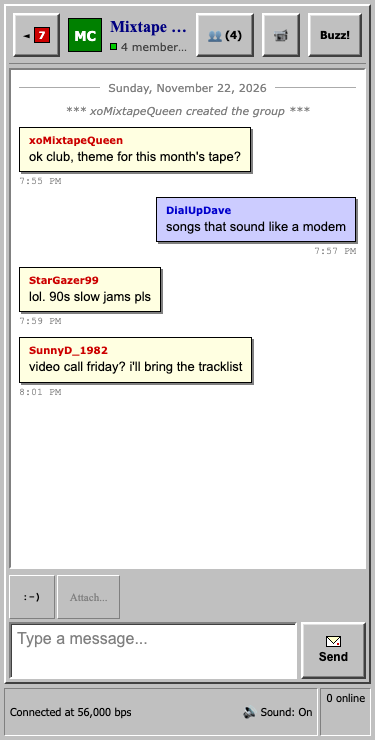 ◄ 7
MC
Mixtape ...
4 member...
(4)
Buzz!
Sunday, November 22, 2026
*** xoMixtapeQueen created the group ***
xoMixtapeQueen
ok club, theme for this month's tape?
7:55 PM
DialUpDave
songs that sound like a modem
7:57 PM
StarGazer99
lol. 90s slow jams pls
7:59 PM
SunnyD_1982
video call friday? i'll bring the tracklist
8:01 PM
:-)
Attach...
Type a message...
Send
Connected at 56,000 bps
Sound: On
0 online